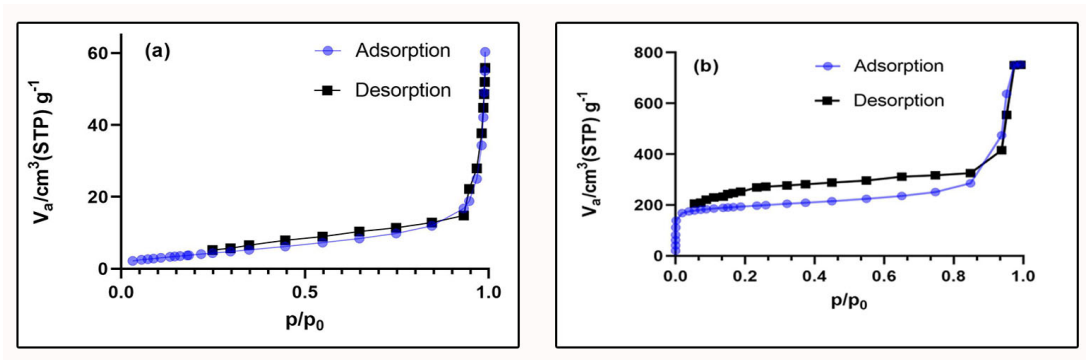 (a)
Adsorption
Desorption
Va/cm3(STP) g-1
60
40
20
0
0.0
0.5
1.0
p/p0
(b)
Adsorption
Desorption
Va/cm3(STP) g-1
800
600
400
200
0
0.0
0.2
0.4
0.6
0.8
1.0
p/p0